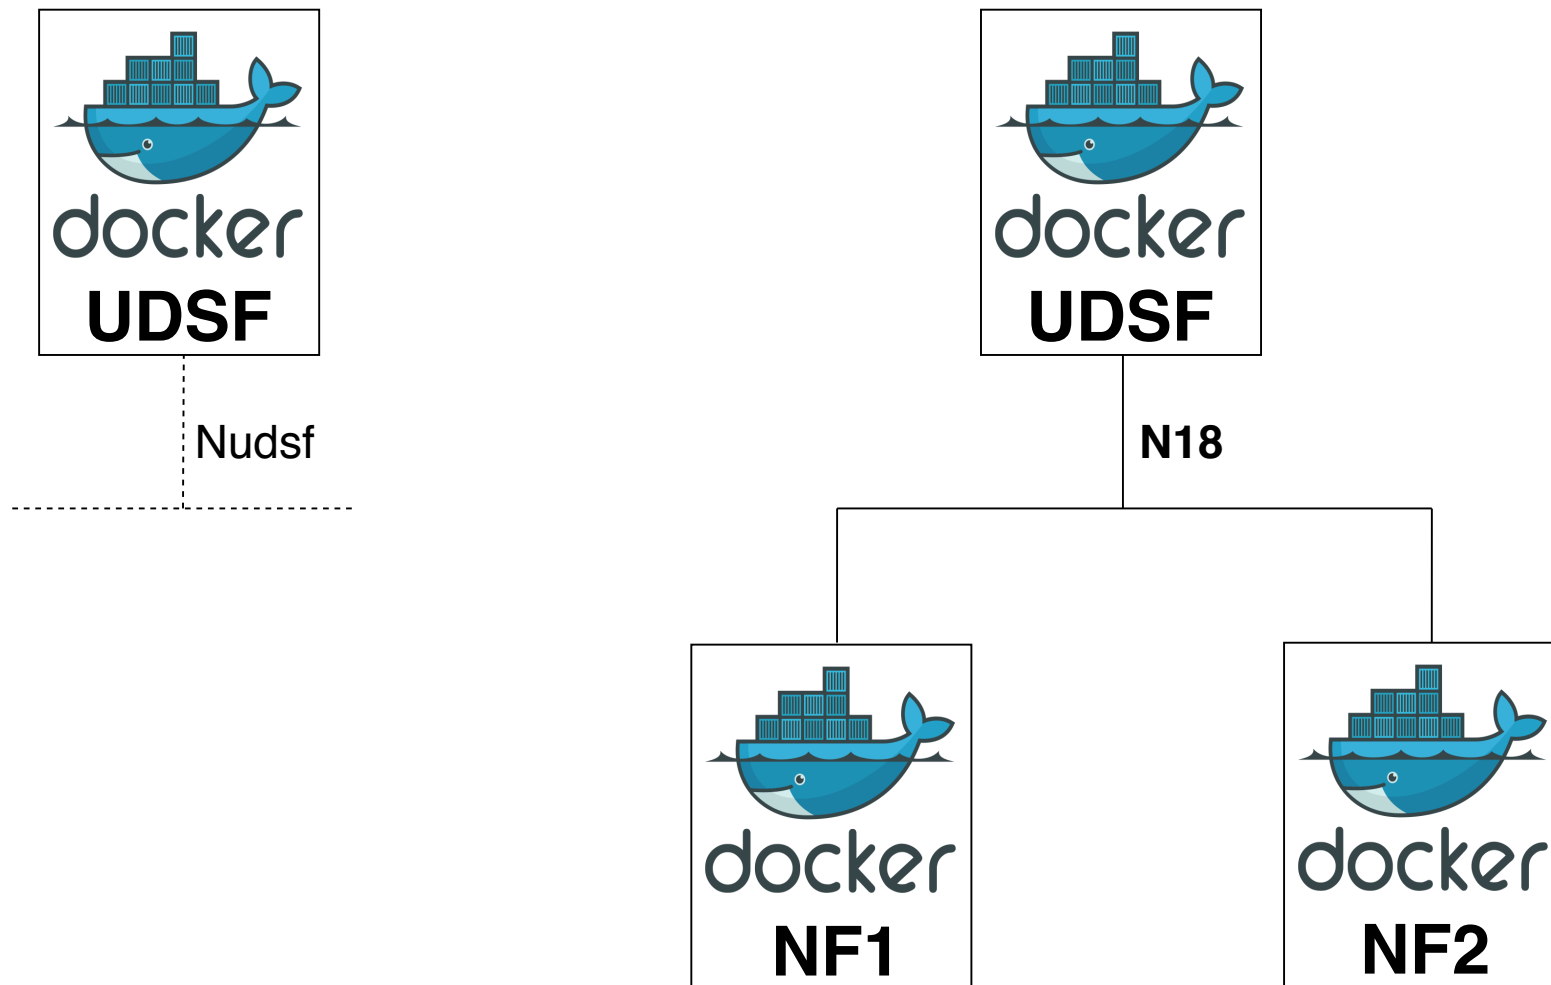 docker
UDSF
Nudsf
docker
UDSF
N18
docker
NF1
docker
NF2